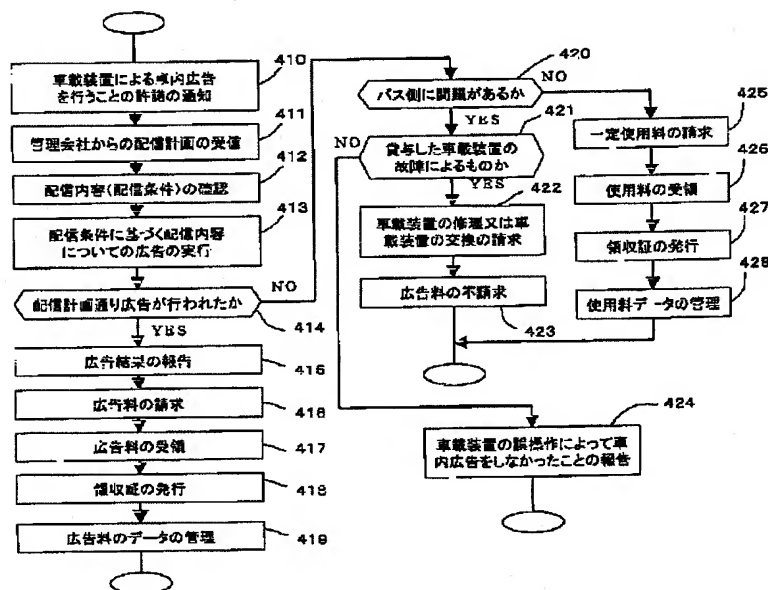 車載装置による車内広告
を行うことの許諾の通知
410
管理会社からの配信計画の受信
411
配信内容(配信条件)の確認
412
配信条件に基づく配信内容
についての広告の実行
413
配信計画通り広告が行われたか
NO
414
YES
広告結果の報告
415
広告料の請求
416
広告料の受領
417
領収証の発行
418
広告料のデータの管理
419
バス側に問題があるか
420
NO
YES
貸与した車載装置の
故障によるものか
421
NO
YES
車載装置の修理又は車
載装置の交換の請求
422
広告料の不請求
423
一定使用料の請求
425
使用料の受領
426
領収証の発行
427
使用料データの管理
428
車載装置の誤操作によって車
内広告をしなかったことの報告
424